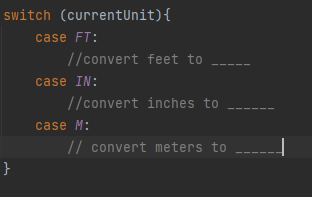 switch (currentUnit){
case FT:
//convert feet to _____
case IN:
//convert inches to ______
case M:
// convert meters to ______
}